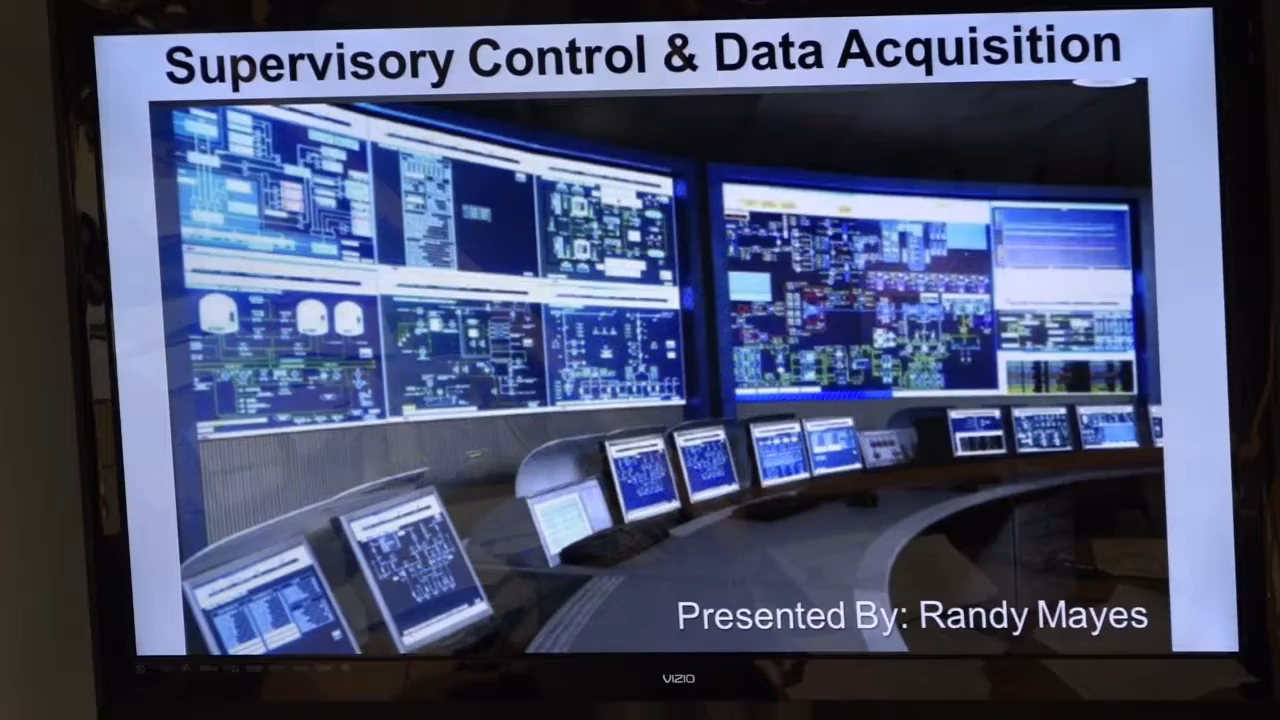 Supervisory Control & Data Acquisition
Presented By: Randy Mayes
VIZIO